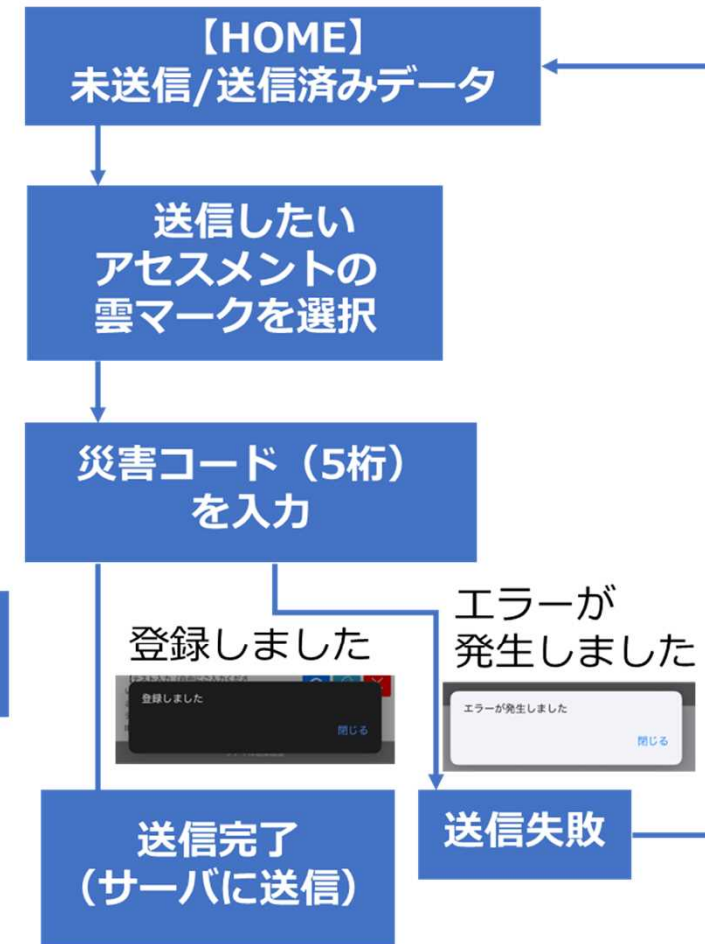 【HOME】
未送信/送信済みデータ
送信したい
アセスメントの
雲マークを選択
災害コード（5桁）
を入力
登録しました
登録しました
閉じる
エラーが
発生しました
エラーが発生しました
閉じる
送信完了
（サーバに送信）
送信失敗